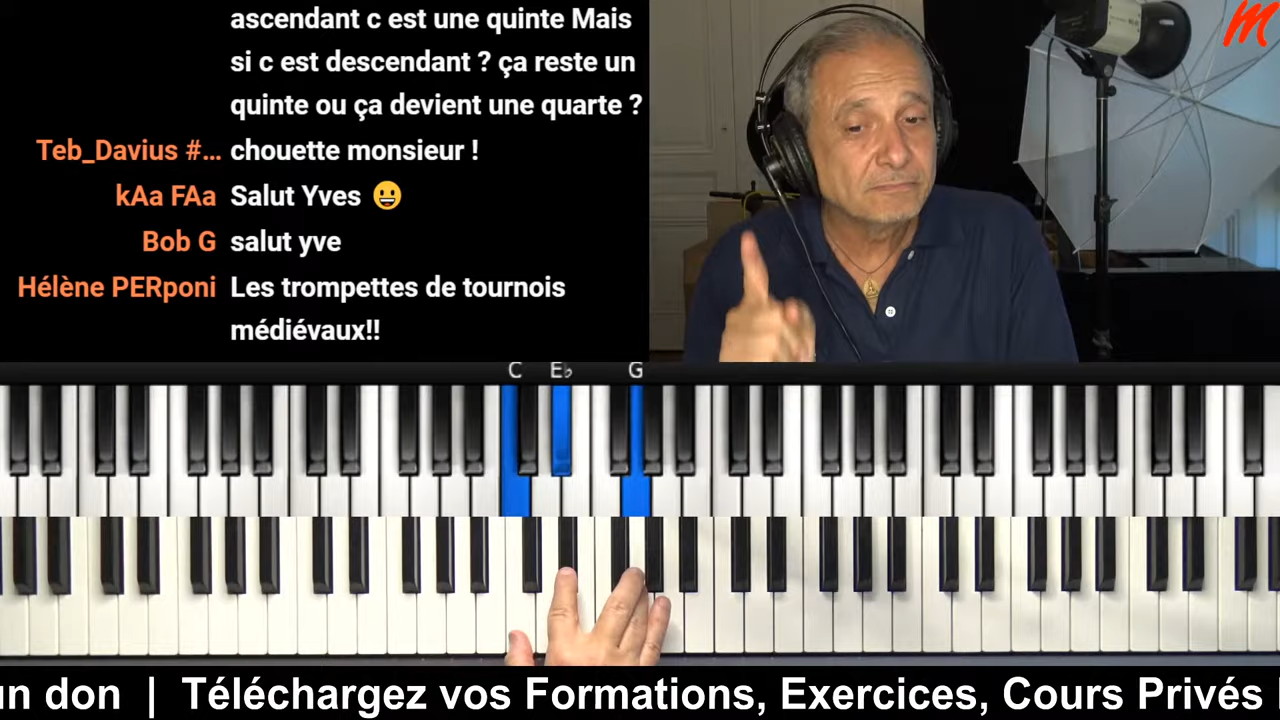 ascendant c est une quinte Mais
si c est descendant ? ça reste un
quinte ou ça devient une quarte ?
Teb_Davius #… chouette monsieur !
kAa FAa Salut Yves 😀
Bob G salut yve
Hélène PERponi Les trompettes de tournois
médiévaux!!
M
C E♭ G
un don | Téléchargez vos Formations, Exercices, Cours Privés